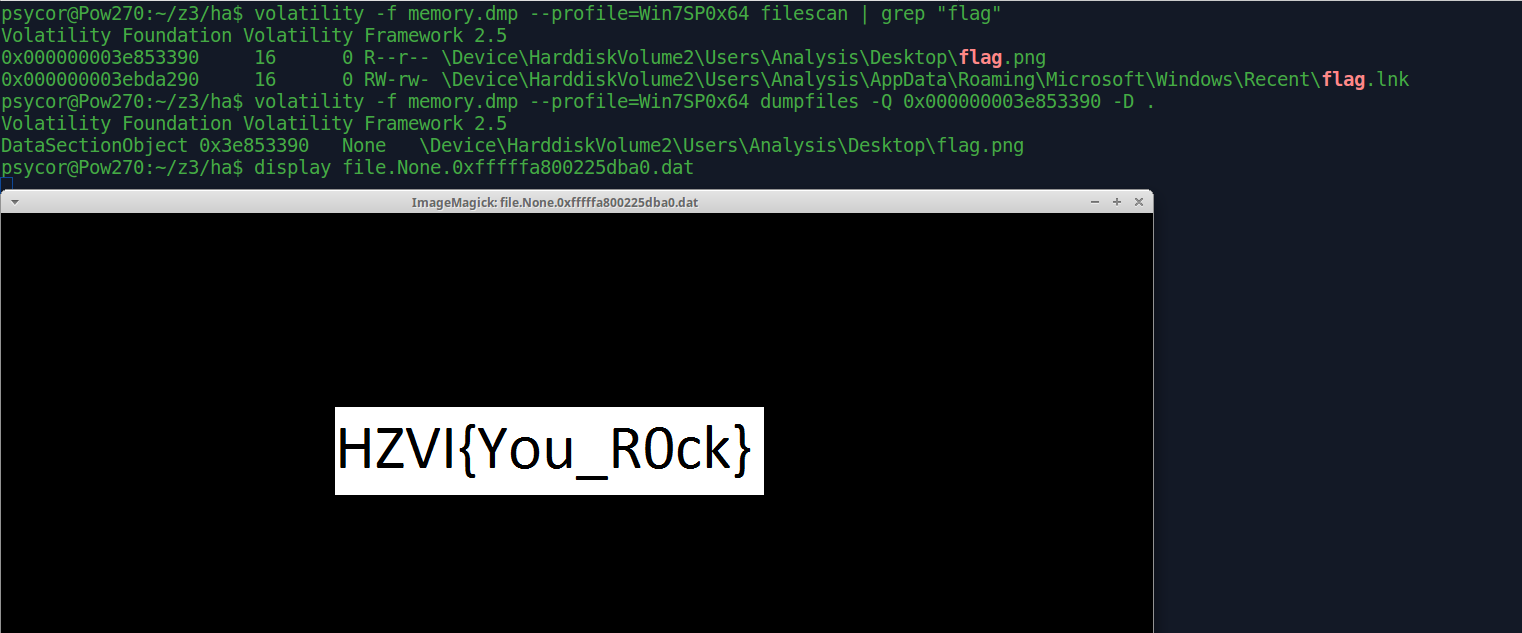 psycor@Pow270:~/z3/ha$ volatility -f memory.dmp --profile=Win7SP0x64 filescan | grep "flag"
Volatility Foundation Volatility Framework 2.5
0x000000003e853390     16      0 R--r-- \Device\HarddiskVolume2\Users\Analysis\Desktop\flag.png
0x000000003ebda290     16      0 RW-rw- \Device\HarddiskVolume2\Users\Analysis\AppData\Roaming\Microsoft\Windows\Recent\flag.lnk
psycor@Pow270:~/z3/ha$ volatility -f memory.dmp --profile=Win7SP0x64 dumpfiles -Q 0x000000003e853390 -D .
Volatility Foundation Volatility Framework 2.5
DataSectionObject 0x3e853390   None   \Device\HarddiskVolume2\Users\Analysis\Desktop\flag.png
psycor@Pow270:~/z3/ha$ display file.None.0xfffffa800225dba0.dat
ImageMagick: file.None.0xfffffa800225dba0.dat
HZVI{You_R0ck}